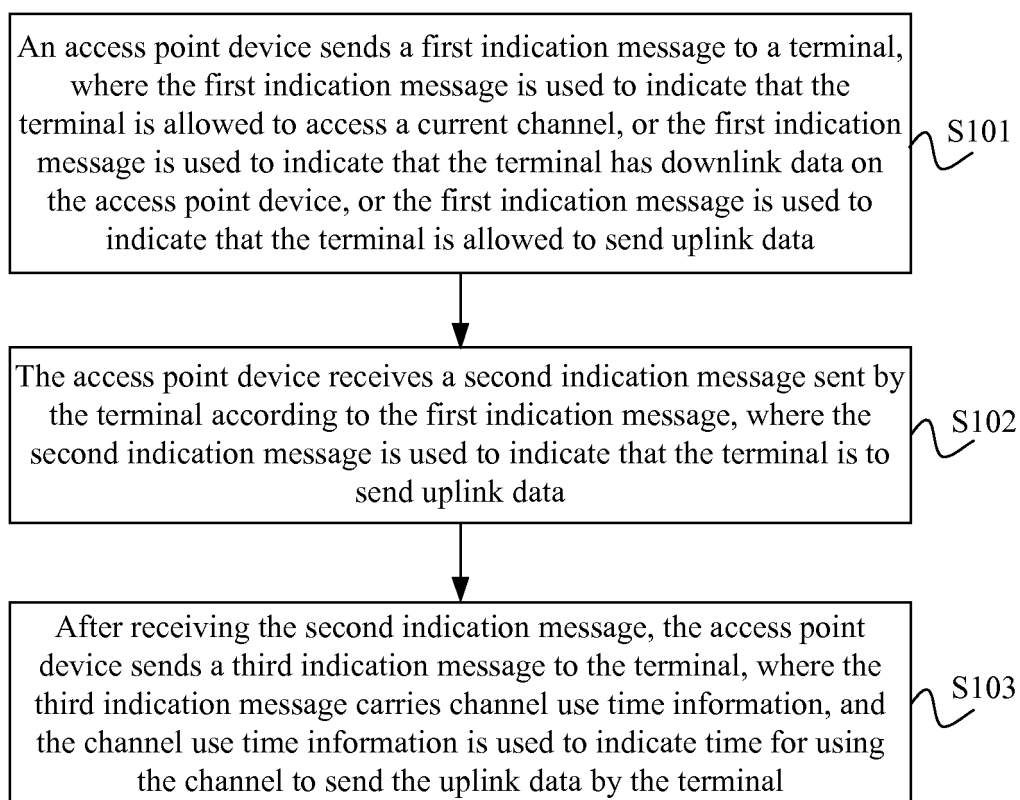 An access point device sends a first indication message to a terminal,
where the first indication message is used to indicate that the
terminal is allowed to access a current channel, or the first indication
message is used to indicate that the terminal has downlink data on
the access point device, or the first indication message is used to
indicate that the terminal is allowed to send uplink data
S101
The access point device receives a second indication message sent by
the terminal according to the first indication message, where the
second indication message is used to indicate that the terminal is to
send uplink data
S102
After receiving the second indication message, the access point
device sends a third indication message to the terminal, where the
third indication message carries channel use time information, and
the channel use time information is used to indicate time for using
the channel to send the uplink data by the terminal
S103